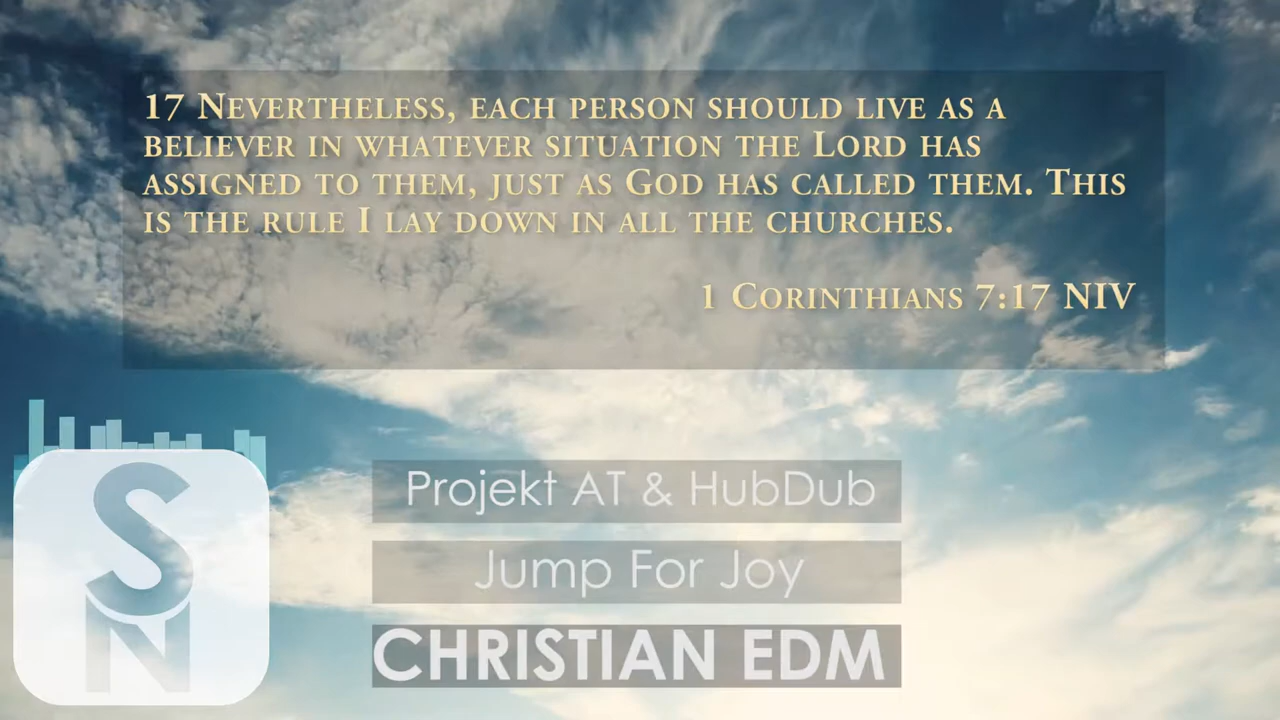 17 Nevertheless, each person should live as a
believer in whatever situation the Lord has
assigned to them, just as God has called them. This
is the rule I lay down in all the churches.
1 Corinthians 7:17 NIV
Projekt AT & HubDub
Jump For Joy
CHRISTIAN EDM
S
N